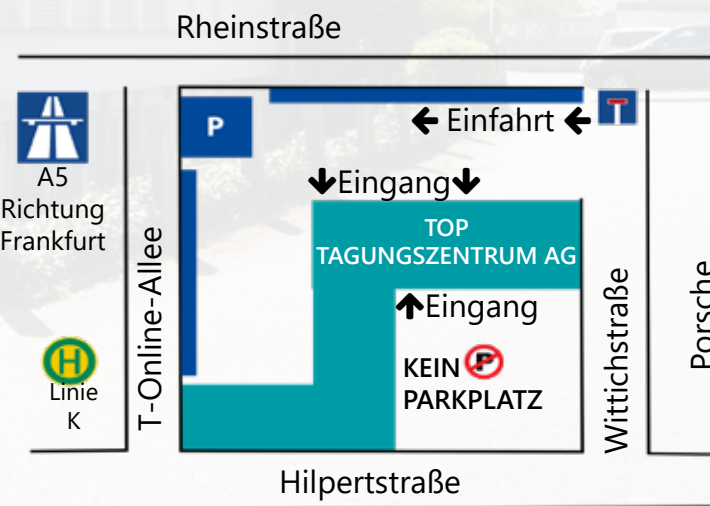 Rheinstraße
P
Einfahrt
A5
Richtung
Frankfurt
Eingang
TOP
TAGUNGSZENTRUM AG
Eingang
KEIN P
PARKPLATZ
H
Linie
K
T-Online-Allee
Wittichstraße
Porsche
Hilpertstraße